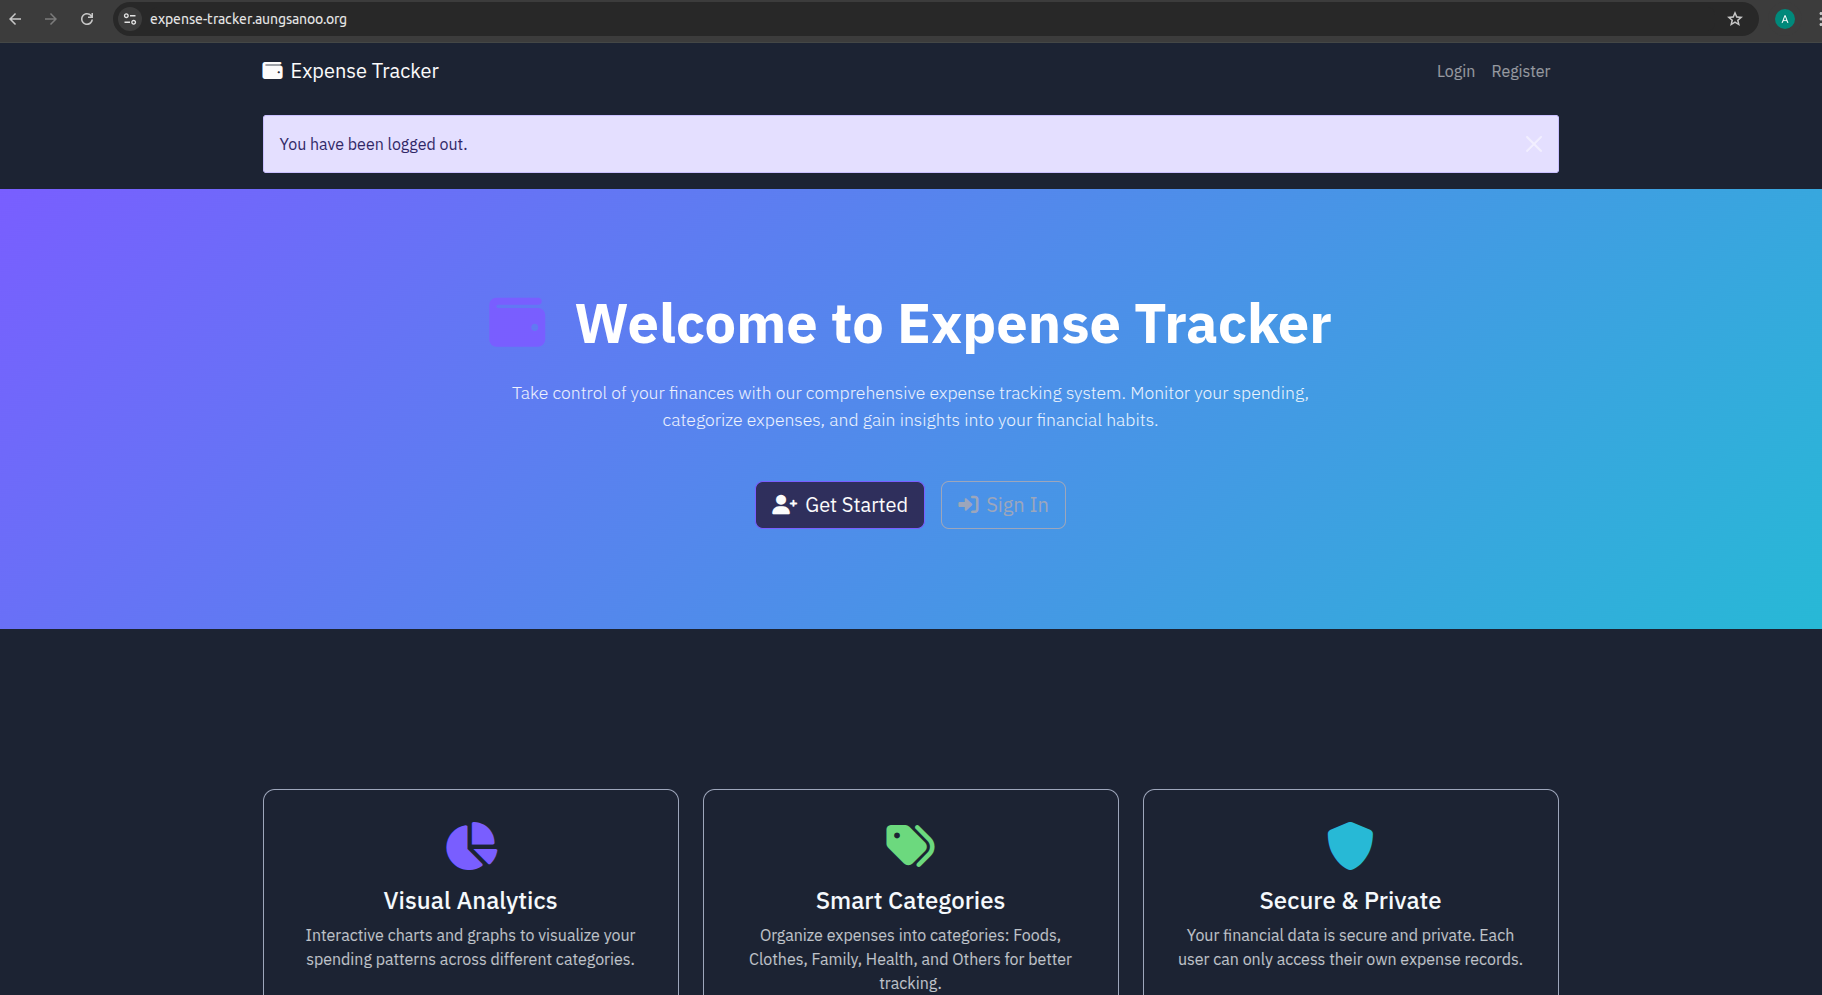 expense-tracker.aungsanoo.org
A
Expense Tracker
Login Register
You have been logged out.
Welcome to Expense Tracker
Take control of your finances with our comprehensive expense tracking system. Monitor your spending,
categorize expenses, and gain insights into your financial habits.
Get Started Sign In
Visual Analytics
Interactive charts and graphs to visualize your
spending patterns across different categories.
Smart Categories
Organize expenses into categories: Foods,
Clothes, Family, Health, and Others for better
tracking.
Secure & Private
Your financial data is secure and private. Each
user can only access their own expense records.